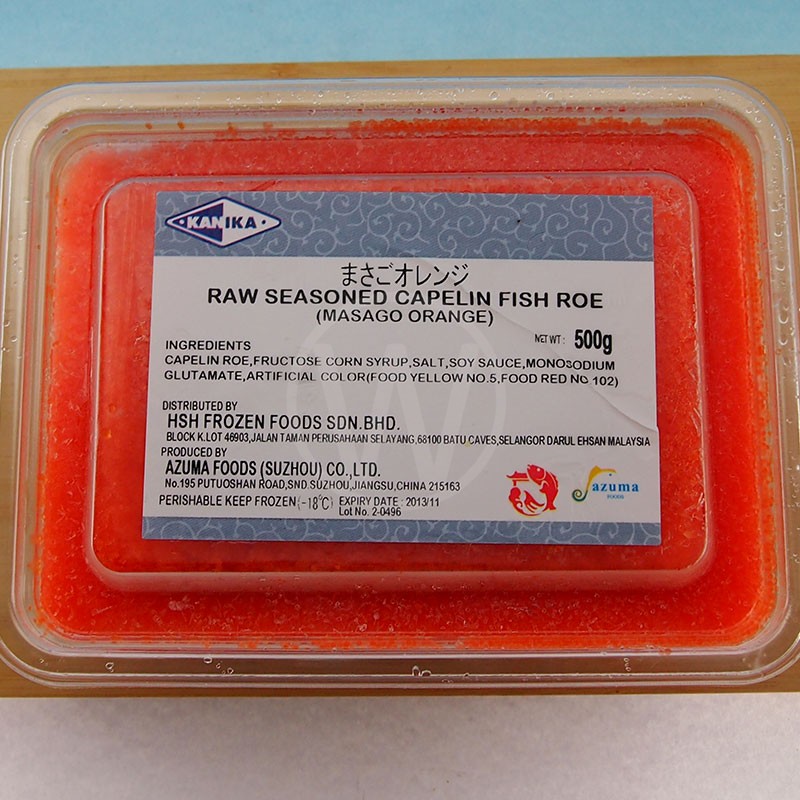 KANIKA
まさごオレンジ
RAW SEASONED CAPELIN FISH ROE
(MASAGO ORANGE)
NET WT: 500g
INGREDIENTS
CAPELIN ROE,FRUCTOSE CORN SYRUP,SALT,SOY SAUCE,MONOSODIUM
GLUTAMATE,ARTIFICIAL COLOR(FOOD YELLOW NO.5,FOOD RED NO 102)
DISTRIBUTED BY
HSH FROZEN FOODS SDN.BHD.
BLOCK K.LOT 46903,JALAN TAMAN PERUSAHAAN SELAYANG,68100 BATU CAVES,SELANGOR DARUL EHSAN MALAYSIA
PRODUCED BY
AZUMA FOODS (SUZHOU) CO.,LTD.
No.195 PUTUOSHAN ROAD,SND.SUZHOU,JIANGSU,CHINA 215163
PERISHABLE KEEP FROZEN(-18℃) EXPIRY DATE : 2013/11
Lot No. 2-0496
azuma
FOODS
W